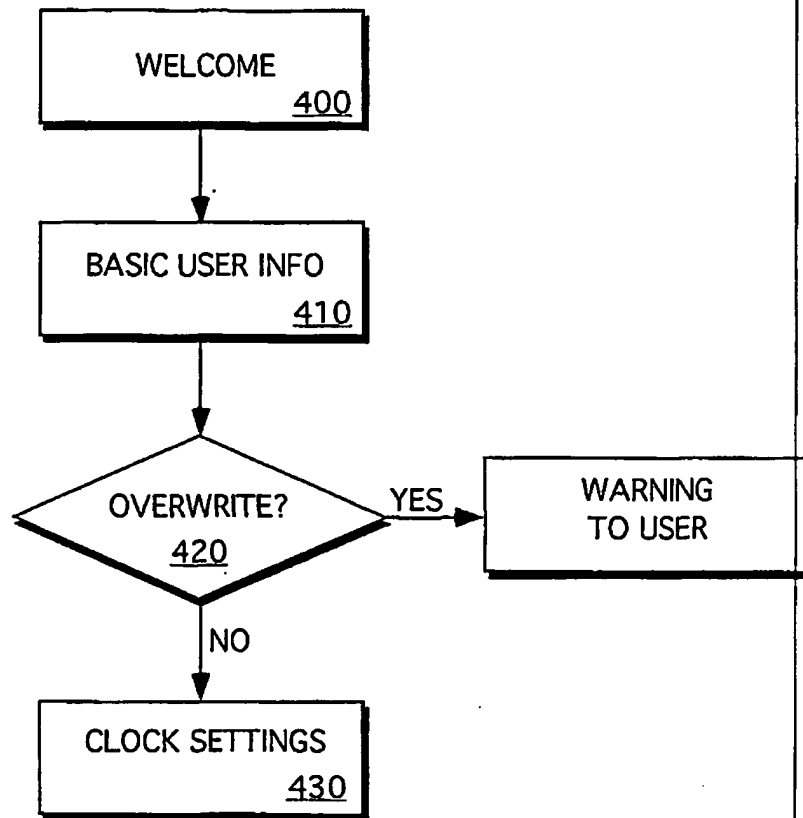 WELCOME
400
BASIC USER INFO
410
OVERWRITE?
420
YES
WARNING
TO USER
NO
CLOCK SETTINGS
430